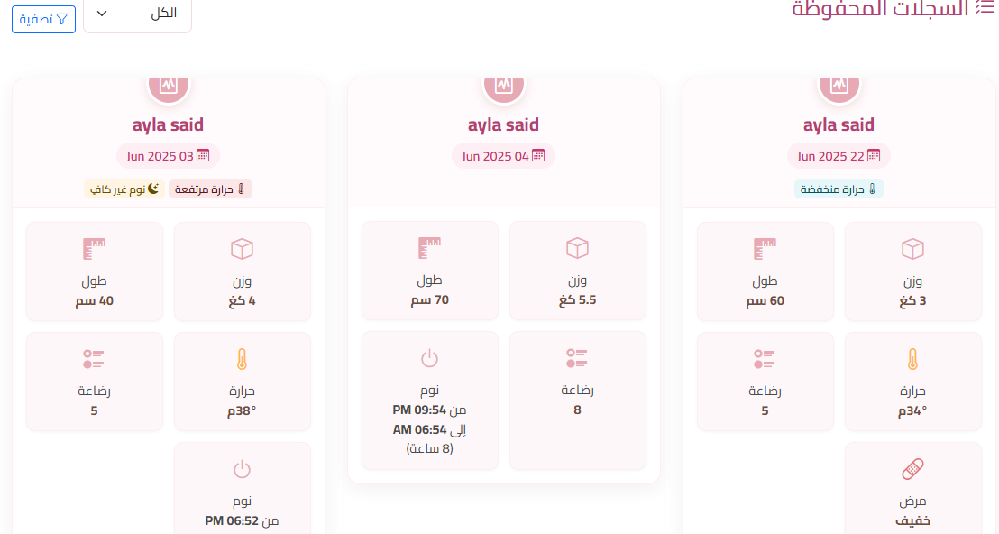 السجلات المحفوظة
الكل
تصفية
ayla said
22 Jun 2025
حرارة منخفضة
وزن
3 كغ
طول
60 سم
حرارة
34°م
رضاعة
5
مرض
خفيف
ayla said
04 Jun 2025
وزن
5.5 كغ
طول
70 سم
رضاعة
8
نوم
من 09:54 PM
إلى 06:54 AM
(8 ساعة)
ayla said
03 Jun 2025
حرارة مرتفعة
نوم غير كافٍ
وزن
4 كغ
طول
40 سم
حرارة
38°م
رضاعة
5
نوم
من 06:52 PM